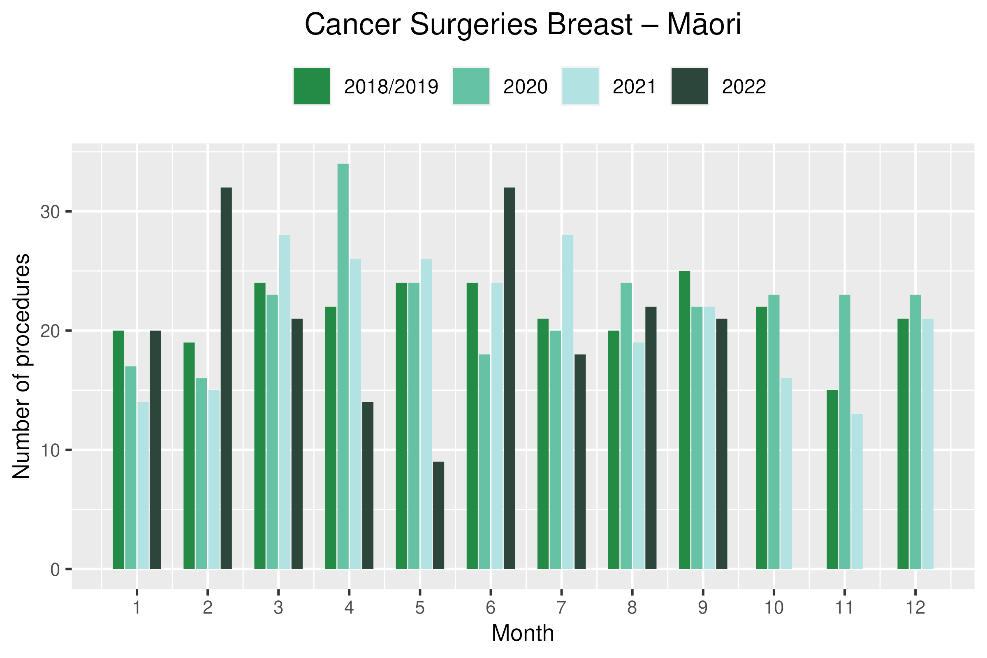 Cancer Surgeries Breast – Māori
2018/2019 2020 2021 2022
Number of procedures
30
20
10
0
1 2 3 4 5 6 7 8 9 10 11 12
Month